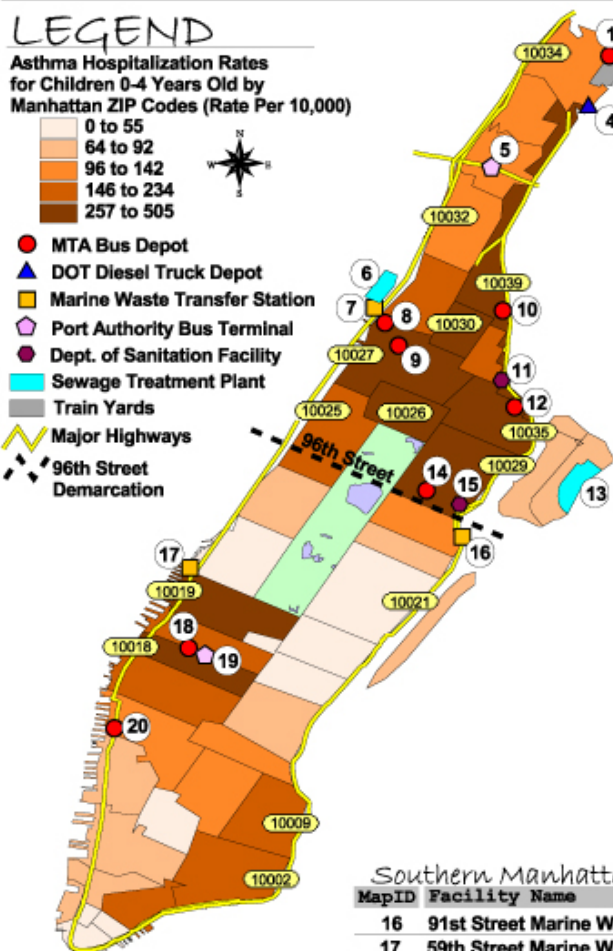 LEGEND
Asthma Hospitalization Rates
for Children 0-4 Years Old by
Manhattan ZIP Codes (Rate Per 10,000)
0 to 55
64 to 92
96 to 142
146 to 234
257 to 505
N
W
E
S
MTA Bus Depot
DOT Diesel Truck Depot
Marine Waste Transfer Station
Port Authority Bus Terminal
Dept. of Sanitation Facility
Sewage Treatment Plant
Train Yards
Major Highways
96th Street
Demarcation
10034
1
4
5
10032
6
7
8
10039
10
10030
9
10027
11
12
10025
10026
10035
96th Street
10029
14
15
13
16
17
10019
10021
18
10018
19
20
10009
10002
Southern Manhatt
MapID Facility Name
16 91st Street Marine W
17 59th Street Marine W